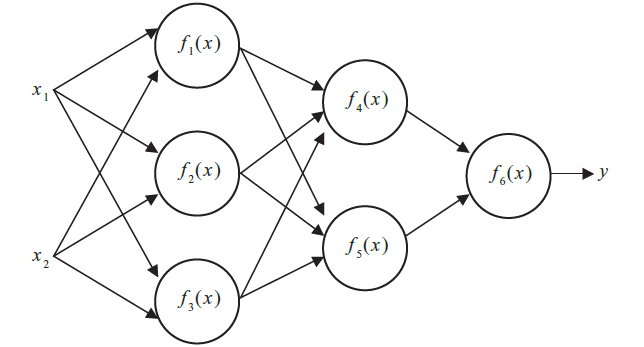 x₁
x₂
f₁(x)
f₂(x)
f₃(x)
f₄(x)
f₅(x)
f₆(x)
y